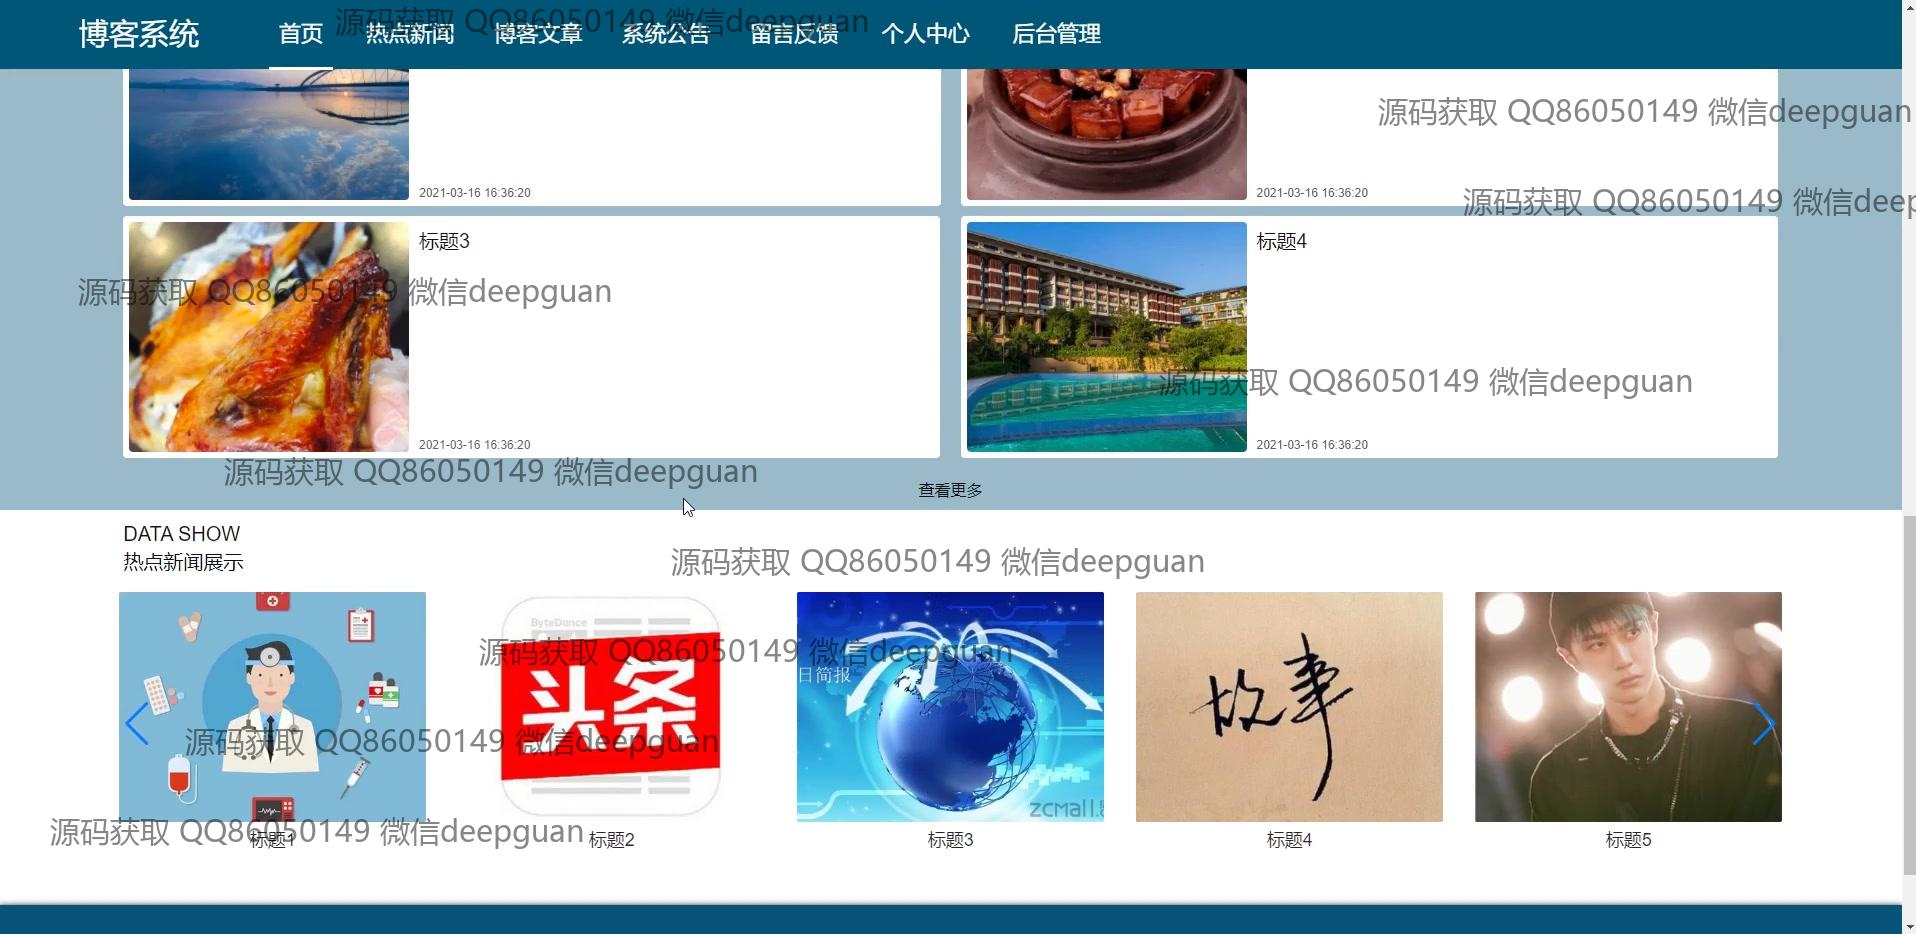 博客系统 首页 热点新闻 博客文章 系统公告 留言反馈 个人中心 后台管理
源码获取 QQ86050149 微信deepguan
源码获取 QQ86050149 微信deepguan
2021-03-16 16:36:20
2021-03-16 16:36:20
源码获取 QQ86050149 微信deep
标题3
标题4
源码获取 QQ86050149 微信deepguan
源码获取 QQ86050149 微信deepguan
2021-03-16 16:36:20
2021-03-16 16:36:20
源码获取 QQ86050149 微信deepguan
查看更多
DATA SHOW
热点新闻展示
源码获取 QQ86050149 微信deepguan
ByteDance
源码获取 QQ86050149 微信deepguan
日简报
头条
故事
源码获取 QQ86050149 微信deepguan
zcmall.
源码获取 QQ86050149 微信deepguan
标题1
标题2
标题3
标题4
标题5